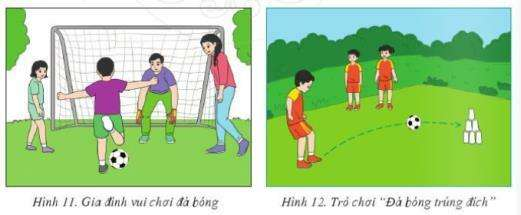 Hình 11. Gia đình vui chơi đá bóng
Hình 12. Trò chơi “Đá bóng trúng đích”